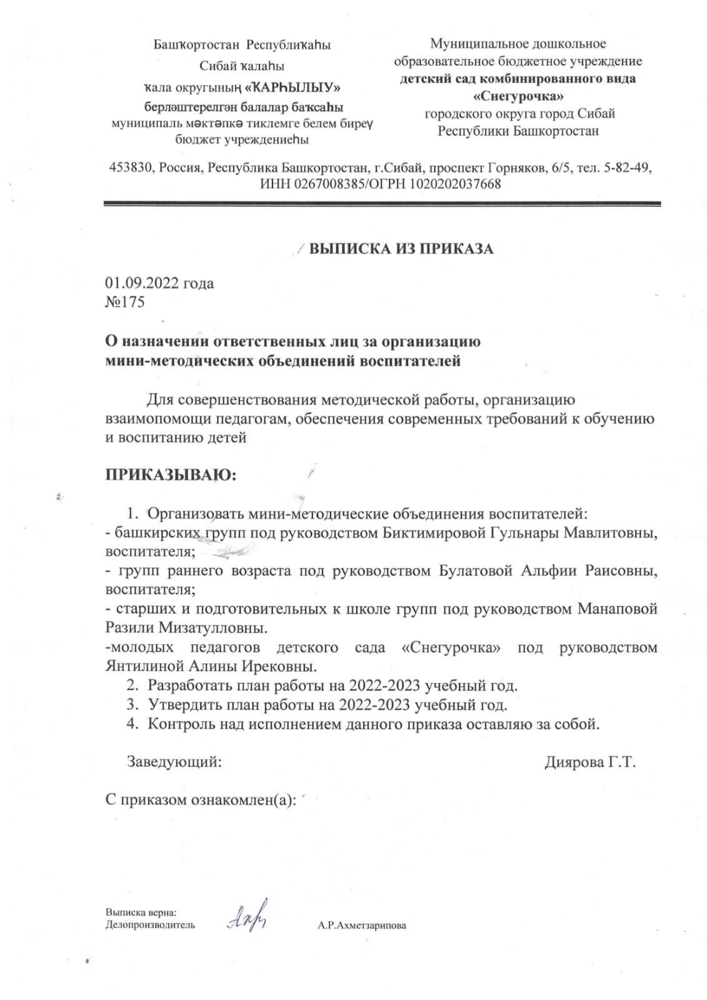 Башҡортостан Республикаһы
Сибай ҡалаһы
ҡала округының «ҠАРҺЫЛЫУ»
берләштерелгән балалар баҡсаһы
муниципаль мәктәпкә тиклемге белем биреү
бюджет учреждениеһы
Муниципальное дошкольное
образовательное бюджетное учреждение
детский сад комбинированного вида
«Снегурочка»
городского округа город Сибай
Республики Башкортостан
453830, Россия, Республика Башкортостан, г.Сибай, проспект Горняков, 6/5, тел. 5-82-49,
ИНН 0267008385/ОГРН 1020202037668
ВЫПИСКА ИЗ ПРИКАЗА
01.09.2022 года
№175
О назначении ответственных лиц за организацию
мини-методических объединений воспитателей
Для совершенствования методической работы, организацию
взаимопомощи педагогам, обеспечения современных требований к обучению
и воспитанию детей
ПРИКАЗЫВАЮ:
1. Организовать мини-методические объединения воспитателей:
- башкирских групп под руководством Биктимировой Гульнары Мавлитовны,
воспитателя;
- групп раннего возраста под руководством Булатовой Альфии Раисовны,
воспитателя;
- старших и подготовительных к школе групп под руководством Манаповой
Разили Мизатулловны.
-молодых педагогов детского сада «Снегурочка» под руководством
Янтилиной Алины Ирековны.
2. Разработать план работы на 2022-2023 учебный год.
3. Утвердить план работы на 2022-2023 учебный год.
4. Контроль над исполнением данного приказа оставляю за собой.
Заведующий: Диярова Г.Т.
С приказом ознакомлен(а):
Выписка верна:
Делопроизводитель А.Р.Ахметзарипова